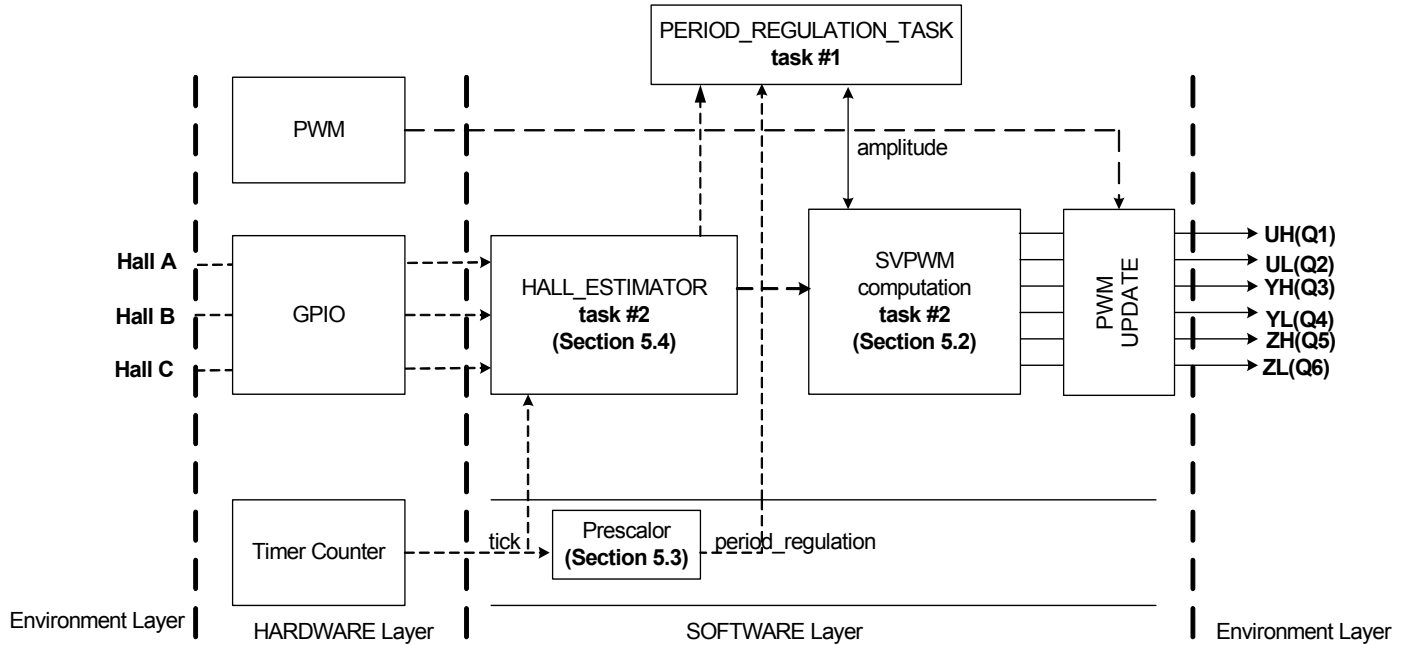 PERIOD_REGULATION_TASK
task #1
PWM
amplitude
Hall A
Hall B
Hall C
GPIO
HALL_ESTIMATOR
task #2
(Section 5.4)
SVPWM
computation
task #2
(Section 5.2)
PWM
UPDATE
UH(Q1)
UL(Q2)
YH(Q3)
YL(Q4)
ZH(Q5)
ZL(Q6)
Timer Counter
tick
Prescalor
(Section 5.3)
period_regulation
Environment Layer
HARDWARE Layer
SOFTWARE Layer
Environment Layer